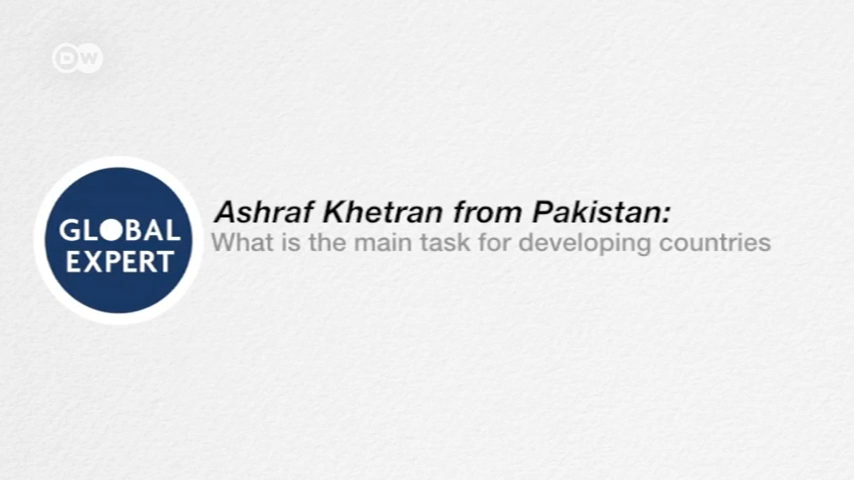 DW
GLOBAL
EXPERT
Ashraf Khetran from Pakistan:
What is the main task for developing countries